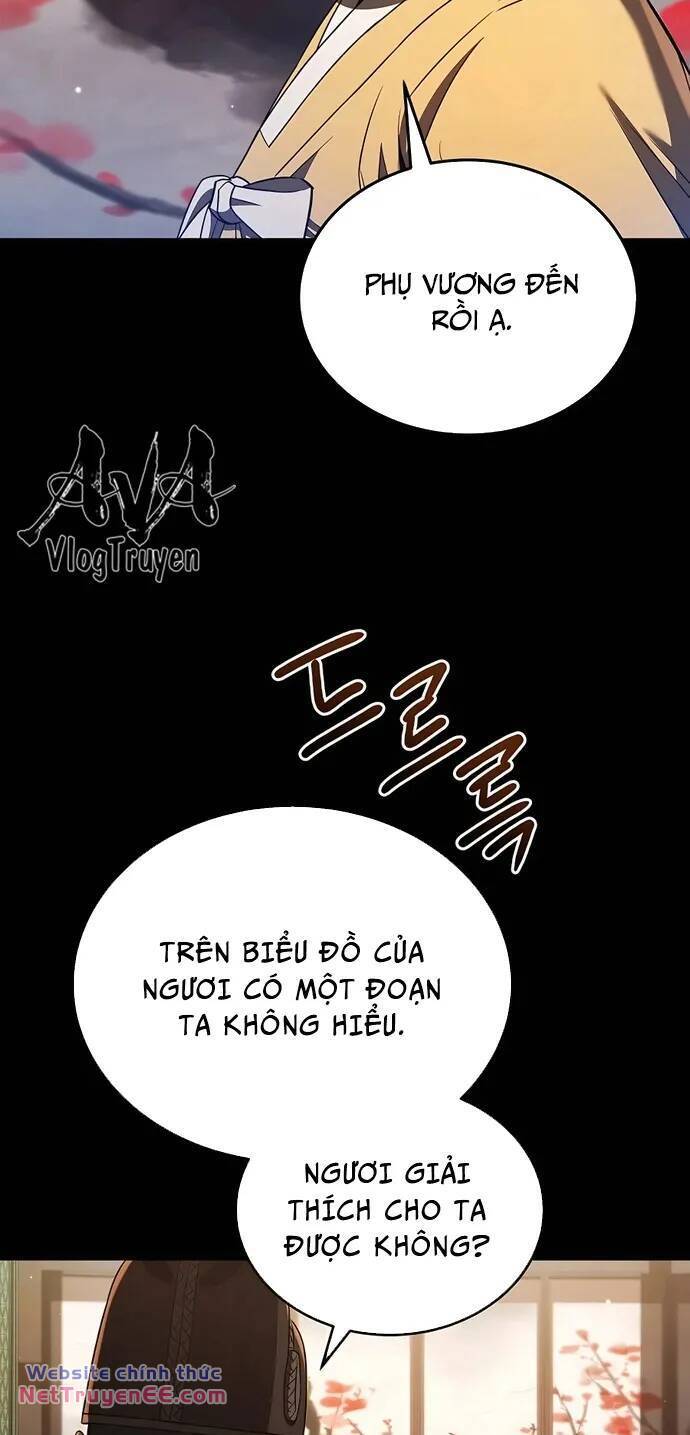 PHỤ VƯƠNG ĐẾN
RỒI Ạ.
AVA
VlogTruyen
드르륵
TRÊN BIỂU ĐỒ CỦA
NGƯƠI CÓ MỘT ĐOẠN
TA KHÔNG HIỂU.
NGƯƠI GIẢI
THÍCH CHO TA
ĐƯỢC KHÔNG?
Website chính thức
NetTruyenEE.com